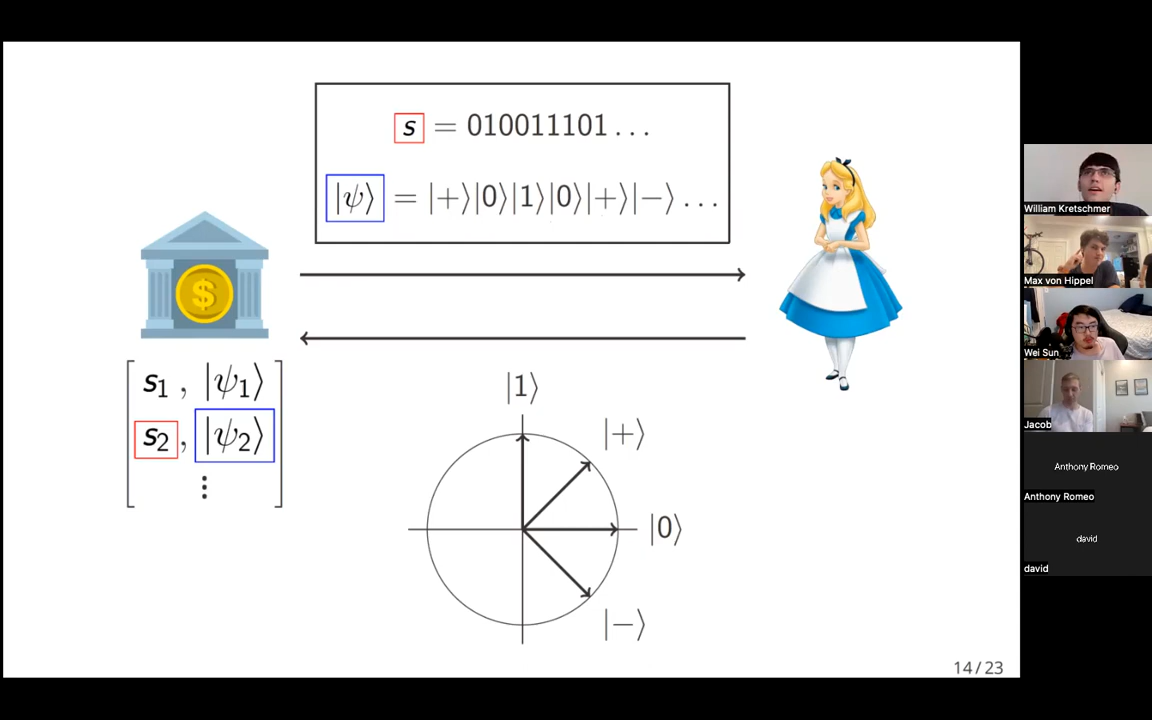 s = 010011101...
|ψ⟩ = |+⟩|0⟩|1⟩|0⟩|+⟩|−⟩...
$
s₁ , |ψ₁⟩
s₂ , |ψ₂⟩
⋮
|1⟩
|+⟩
|0⟩
|−⟩
14/23
William Kretschmer
Max von Hippel
Wei Sun
Jacob
Anthony Romeo
Anthony Romeo
david
david